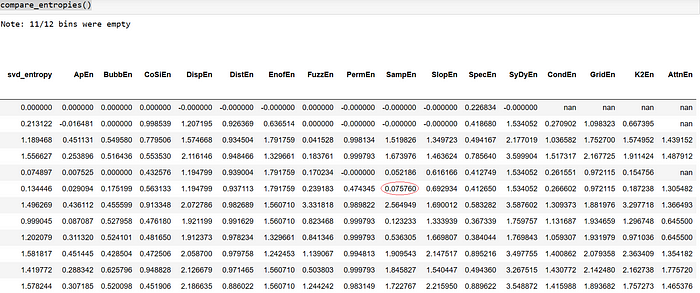 compare_entropies()
Note: 11/12 bins were empty
svd_entropy ApEn BubbEn CoSiEn DispEn DistEn EnofEn FuzzEn PermEn SampEn SlopEn SpecEn SyDyEn CondEn GridEn K2En AttnEn
0.000000 0.000000 0.000000 0.000000 -0.000000 -0.000000 -0.000000 0.000000 -0.000000 -0.000000 -0.000000 0.226834 -0.000000 nan nan nan nan
0.213122 -0.016481 0.000000 0.998539 1.207195 0.926369 0.636514 0.000000 -0.000000 -0.000000 -0.000000 0.418680 1.534052 0.270902 1.098323 0.667395 nan
1.189468 0.451131 0.549580 0.779506 1.574668 0.934504 1.791759 0.041528 0.998134 1.519826 1.349723 0.494167 2.177019 1.036582 1.752700 1.574952 1.439152
1.556627 0.253896 0.516436 0.553530 2.116146 0.948466 1.329661 0.183761 0.999793 1.673976 1.463624 0.785640 3.599904 1.517317 2.167725 1.911424 1.487912
0.074897 0.007525 0.000000 0.432576 1.194799 0.939004 1.791759 0.170234 -0.000000 1.052186 0.616166 0.412749 1.534052 0.261551 0.972115 0.154756 nan
0.134446 0.029094 0.175199 0.563133 1.194799 0.937113 1.791759 0.239183 0.474345 0.075760 0.692934 0.412650 1.534052 0.266602 0.972115 0.187238 1.305482
1.496269 0.436112 0.455599 0.913348 2.072786 0.982689 1.560710 3.331818 0.989822 2.564949 1.690012 0.583282 3.587602 1.309373 1.881976 3.297718 1.366493
0.999045 0.087087 0.527958 0.476180 1.921199 0.991629 1.560710 0.823468 0.999793 0.123233 1.333939 0.367339 1.759757 1.131687 1.934659 1.296748 0.645500
1.202079 0.311320 0.524101 0.481650 1.912373 0.978234 1.329661 0.841346 0.999793 0.536305 1.669807 0.384044 1.769843 1.059307 1.931979 0.971035 0.645500
1.581817 0.451445 0.428504 0.472506 2.058700 0.979758 1.242453 1.139067 0.994813 1.909543 2.147517 0.895216 3.497755 1.400862 2.079358 2.363409 1.354182
1.419772 0.288342 0.625796 0.948828 2.126679 0.971465 1.560710 0.503803 0.999793 1.845827 1.540447 0.494360 3.267515 1.430772 2.142480 2.162738 1.775720
1.578244 0.307185 0.520098 0.451906 2.186635 0.886022 1.560710 1.244242 0.983149 1.722767 2.215950 0.889622 3.548872 1.415988 1.893682 1.757273 1.465376